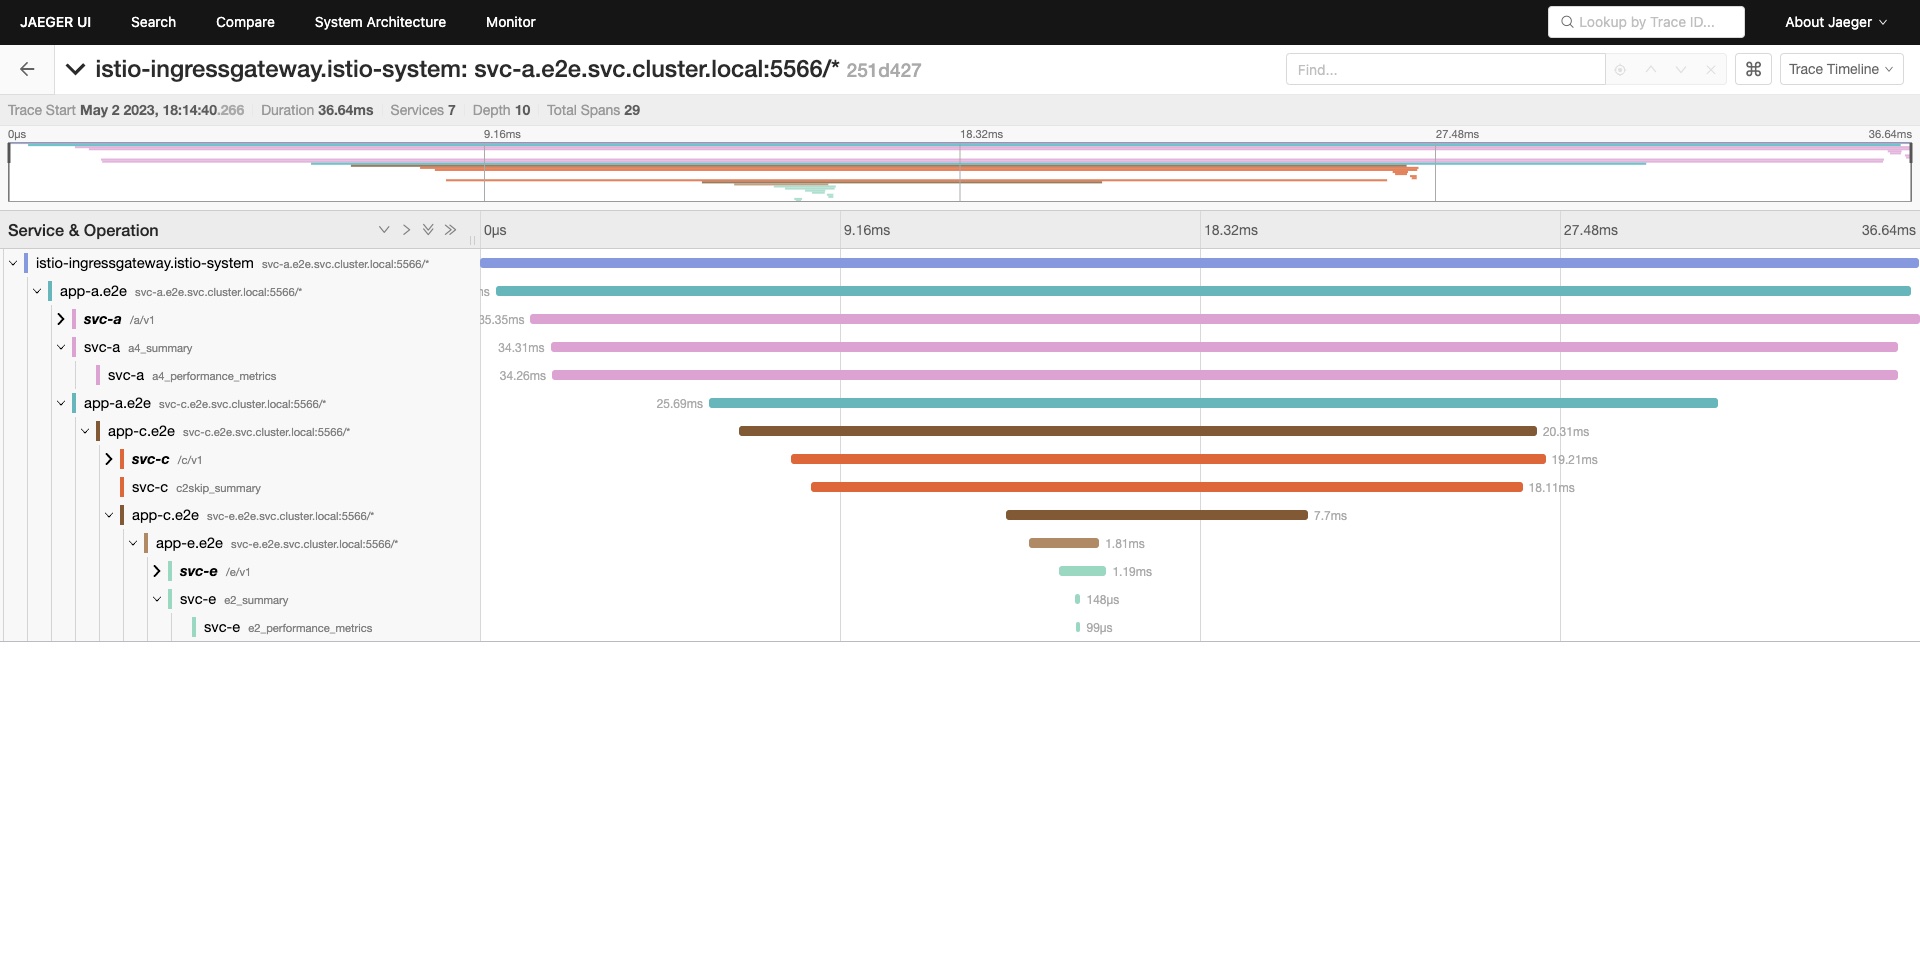 JAEGER UI Search Compare System Architecture Monitor Lookup by Trace ID... About Jaeger
istio-ingressgateway.istio-system: svc-a.e2e.svc.cluster.local:5566/* 251d427 Find... Trace Timeline
Trace Start May 2 2023, 18:14:40.266 Duration 36.64ms Services 7 Depth 10 Total Spans 29
0μs 9.16ms 18.32ms 27.48ms 36.64ms
Service & Operation 0μs 9.16ms 18.32ms 27.48ms 36.64ms
istio-ingressgateway.istio-system svc-a.e2e.svc.cluster.local:5566/*
app-a.e2e svc-a.e2e.svc.cluster.local:5566/*
svc-a /a/v1 35.35ms
svc-a a4_summary 34.31ms
svc-a a4_performance_metrics 34.26ms
app-a.e2e svc-c.e2e.svc.cluster.local:5566/* 25.69ms
app-c.e2e svc-c.e2e.svc.cluster.local:5566/* 20.31ms
svc-c /c/v1 19.21ms
svc-c c2skip_summary 18.11ms
app-c.e2e svc-e.e2e.svc.cluster.local:5566/* 7.7ms
app-e.e2e svc-e.e2e.svc.cluster.local:5566/* 1.81ms
svc-e /e/v1 1.19ms
svc-e e2_summary 148μs
svc-e e2_performance_metrics 99μs